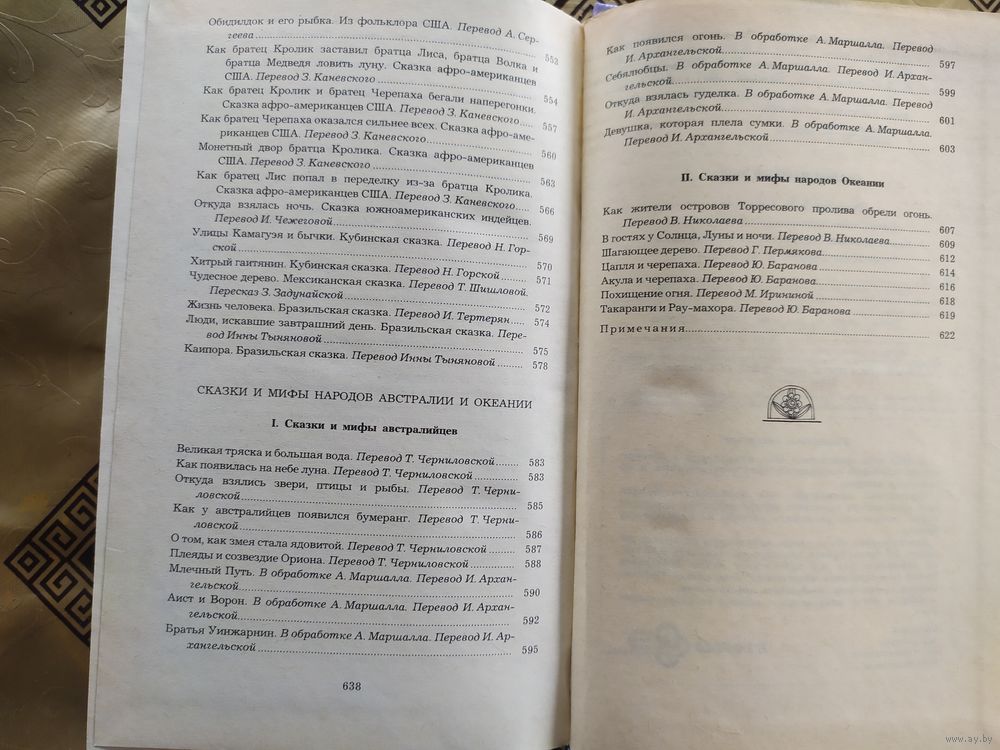 Обидилдок и его рыбка. Из фольклора США. Перевод А. Сер-
геева 553
Как братец Кролик заставил братца Лиса, братца Волка и
братца Медведя ловить луну. Сказка афро-американцев
США. Перевод З. Каневского 554
Как братец Кролик и братец Черепаха бегали наперегонки.
Сказка афро-американцев США. Перевод З. Каневского 557
Как братец Черепаха оказался сильнее всех. Сказка афро-аме-
риканцев США. Перевод З. Каневского 560
Монетный двор братца Кролика. Сказка афро-американцев
США. Перевод З. Каневского 563
Как братец Лис попал в переделку из-за братца Кролика.
Сказка афро-американцев США. Перевод З. Каневского 566
Откуда взялась ночь. Сказка южноамериканских индейцев.
Перевод И. Чежеговой 569
Улицы Камагуэя и бычки. Кубинская сказка. Перевод Н. Гор-
ской 570
Хитрый гаитянин. Кубинская сказка. Перевод Н. Горской 571
Чудесное дерево. Мексиканская сказка. Перевод Т. Шишловой.
Пересказ З. Задунайской 572
Жизнь человека. Бразильская сказка. Перевод И. Тертерян 574
Люди, искавшие завтрашний день. Бразильская сказка. Пере-
вод Инны Тыняновой 575
Каипора. Бразильская сказка. Перевод Инны Тыняновой 578
СКАЗКИ И МИФЫ НАРОДОВ АВСТРАЛИИ И ОКЕАНИИ
I. Сказки и мифы австралийцев
Великая тряска и большая вода. Перевод Т. Черниловской 583
Как появилась на небе луна. Перевод Т. Черниловской 583
Откуда взялись звери, птицы и рыбы. Перевод Т. Черни-
ловской 585
Как у австралийцев появился бумеранг. Перевод Т. Черни-
ловской 586
О том, как змея стала ядовитой. Перевод Т. Черниловской 587
Плеяды и созвездие Ориона. Перевод Т. Черниловской 588
Млечный Путь. В обработке А. Маршалла. Перевод И. Архан-
гельской 590
Аист и Ворон. В обработке А. Маршалла. Перевод И. Архан-
гельской 592
Братья Уинжарнин. В обработке А. Маршалла. Перевод И. Ар-
хангельской 595
638
Как появился огонь. В обработке А. Маршалла. Перевод
И. Архангельской 597
Себялюбцы. В обработке А. Маршалла. Перевод И. Архан-
гельской 599
Откуда взялась гуделка. В обработке А. Маршалла. Перевод
И. Архангельской 601
Девушка, которая плела сумки. В обработке А. Маршалла.
Перевод И. Архангельской 603
II. Сказки и мифы народов Океании
Как жители островов Торресового пролива обрели огонь.
Перевод В. Николаева 607
В гостях у Солнца, Луны и ночи. Перевод В. Николаева 609
Шагающее дерево. Перевод Г. Пермякова 612
Цапля и черепаха. Перевод Ю. Баранова 614
Акула и черепаха. Перевод Ю. Баранова 616
Похищение огня. Перевод М. Ирининой 618
Такаранги и Рау-махора. Перевод Ю. Баранова 619
Примечания 622
www.ay.by